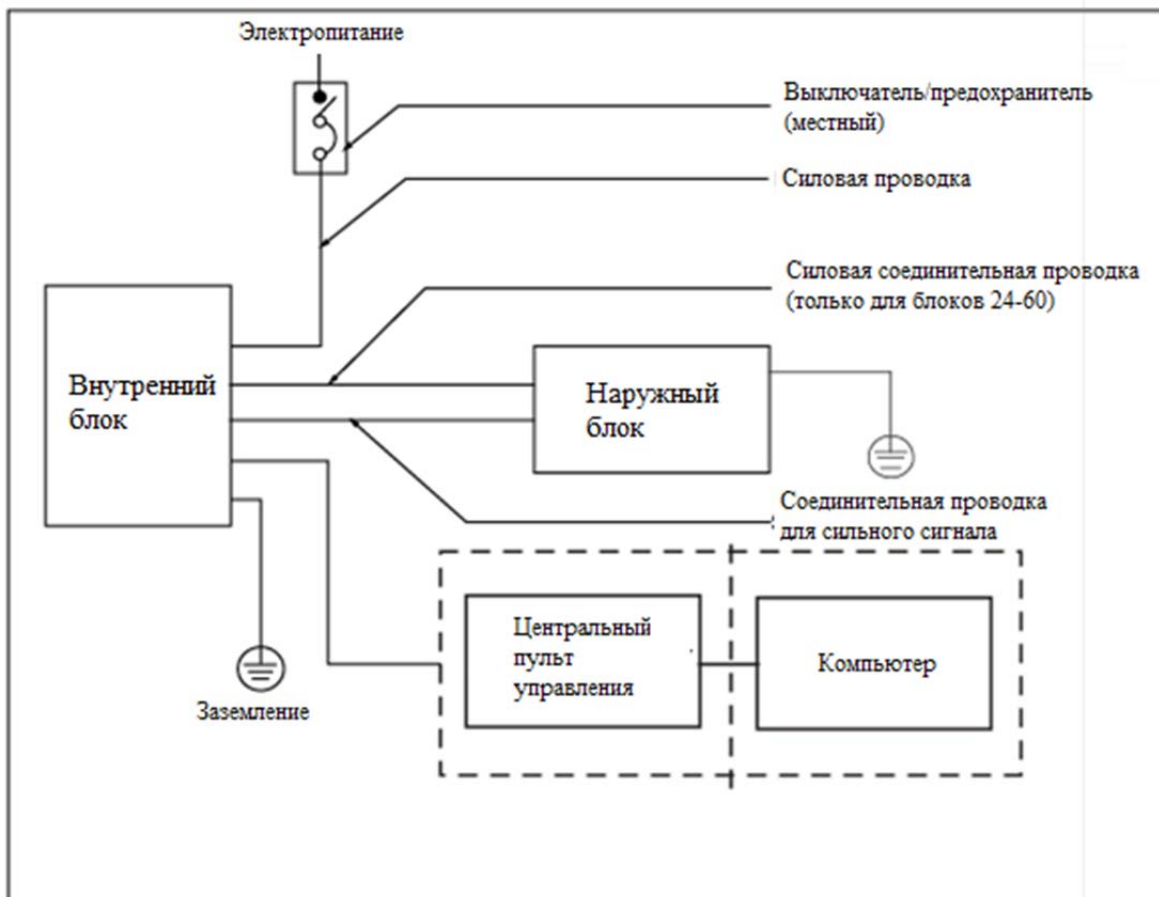 Электропитание
Выключатель/предохранитель
(местный)
Силовая проводка
Силовая соединительная проводка
(только для блоков 24-60)
Внутренний
блок
Наружный
блок
Соединительная проводка
для сильного сигнала
Центральный
пульт
управления
Компьютер
Заземление